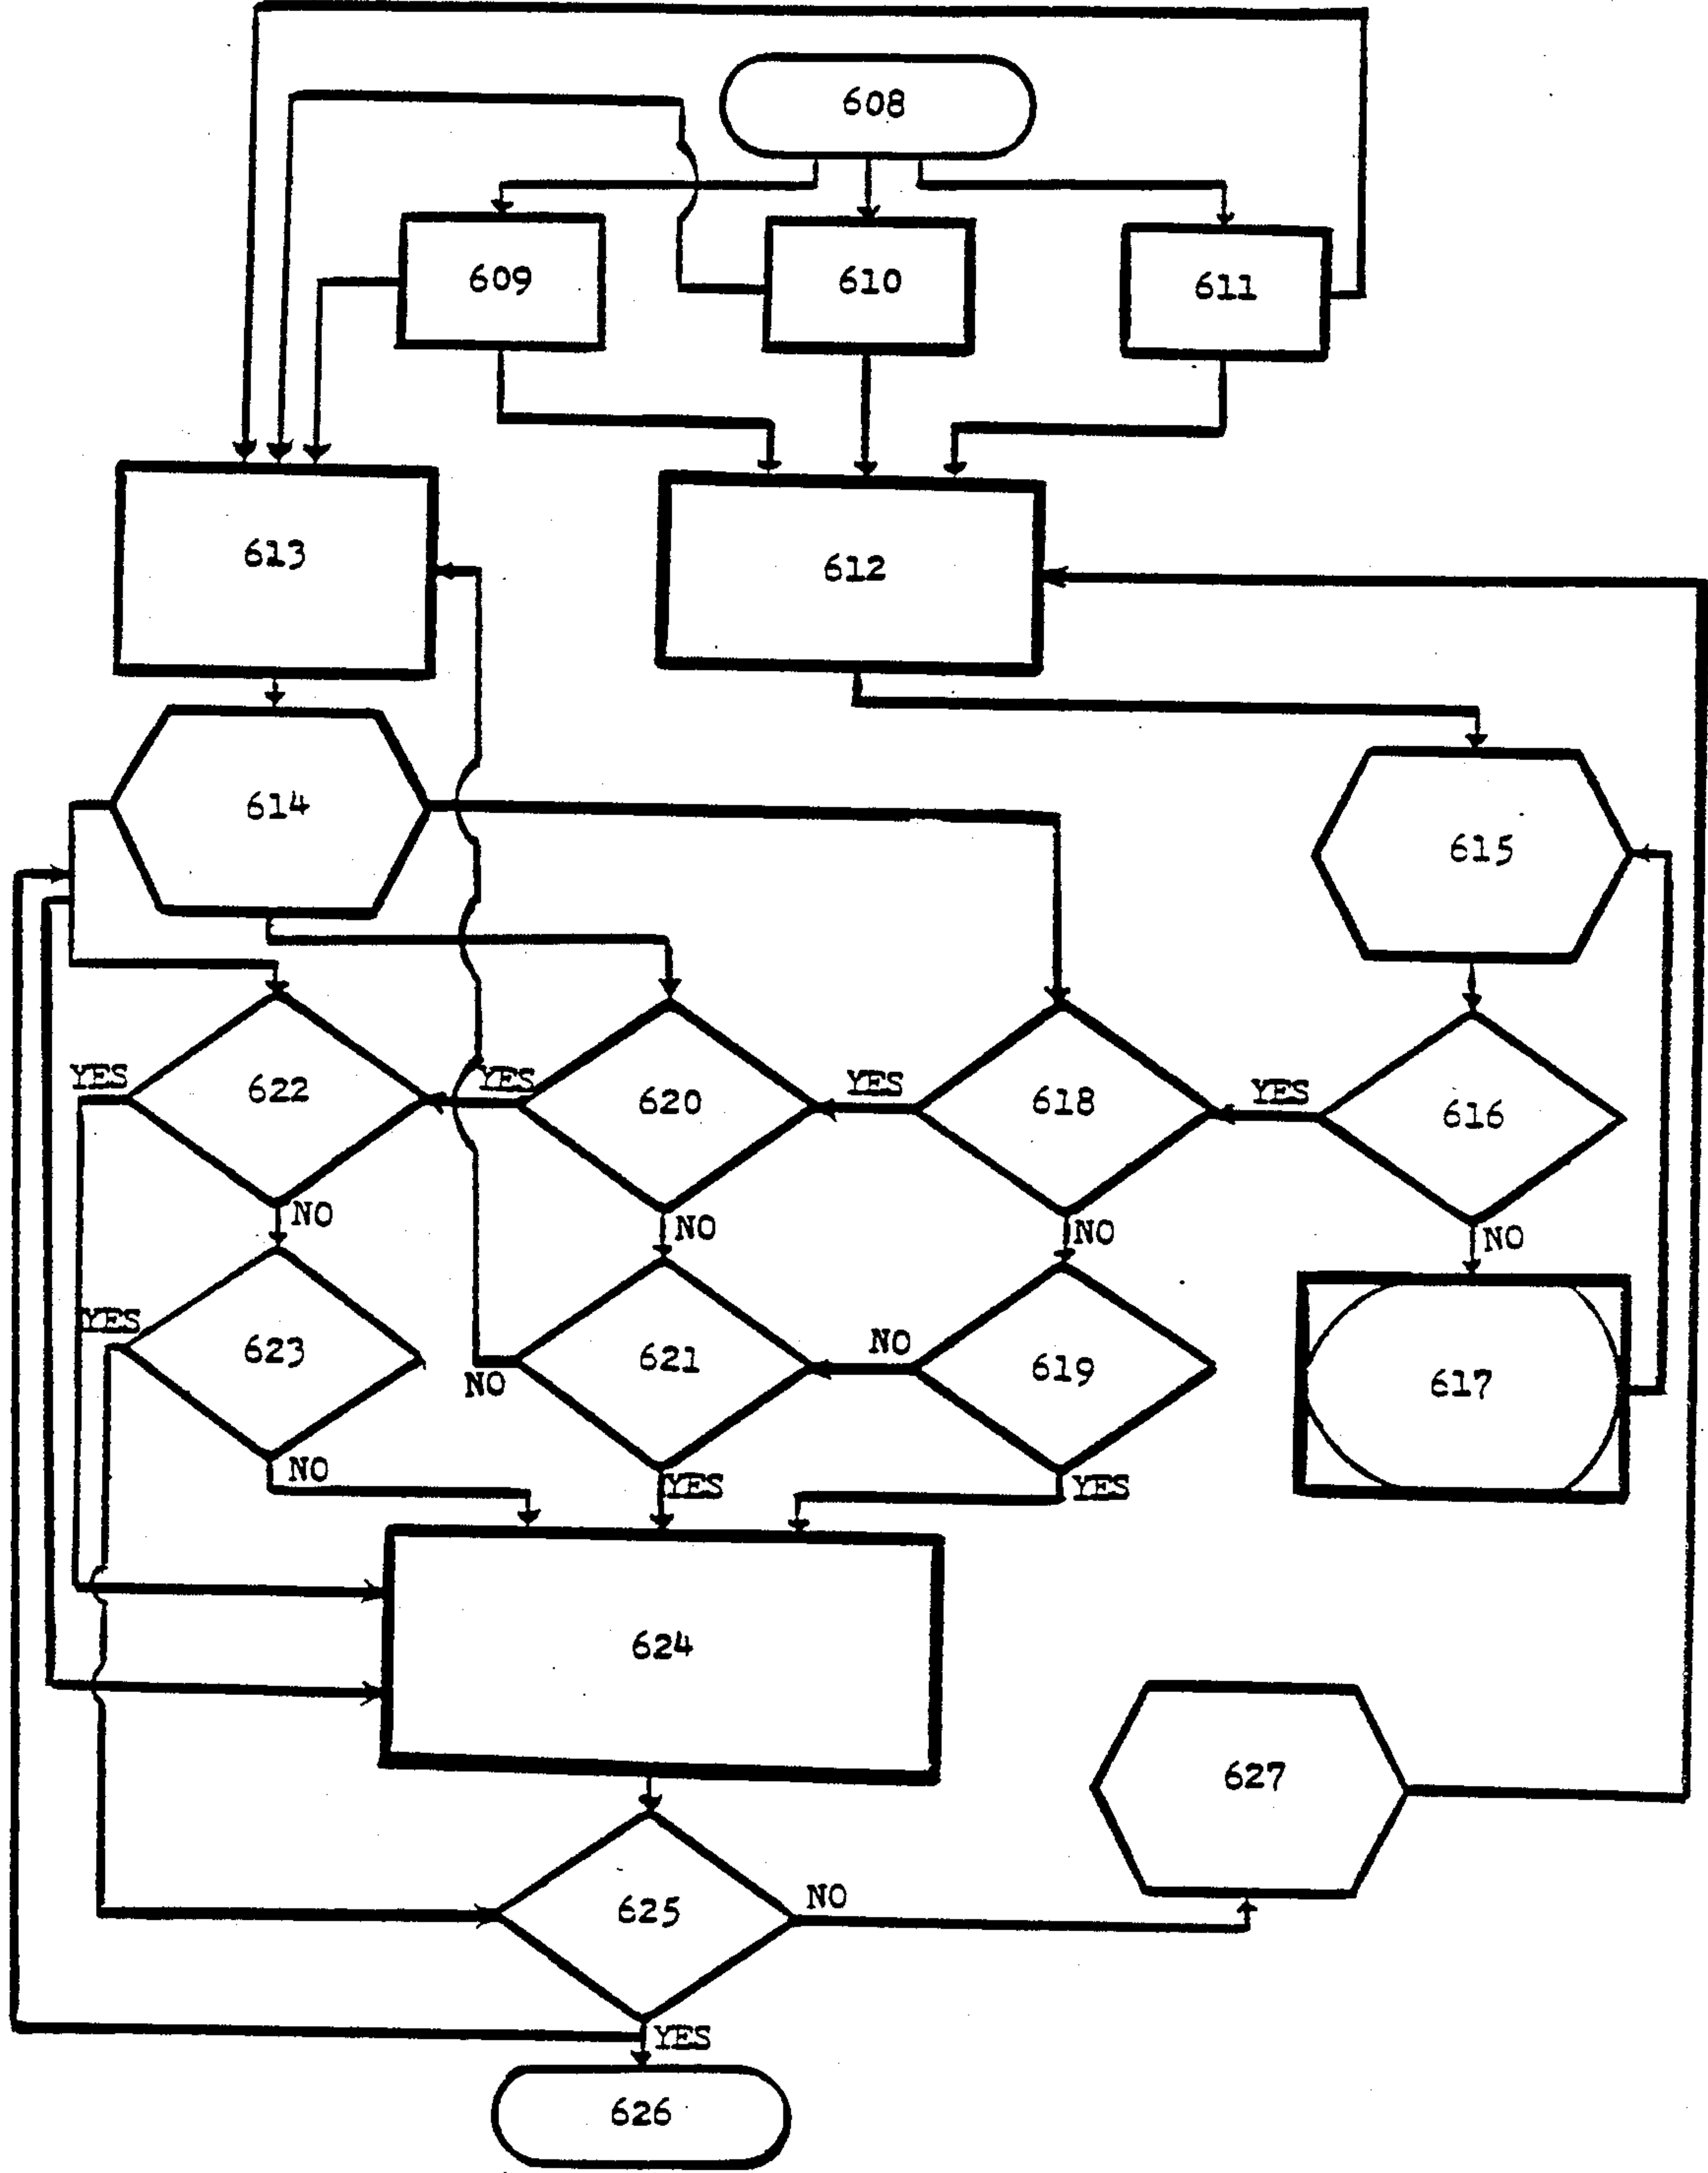 608
609
610
611
613
612
614
615
YES
622
YES
620
YES
618
YES
616
NO
NO
NO
NO
YES
623
NO
621
NO
619
617
NO
YES
YES
624
627
625
NO
YES
626